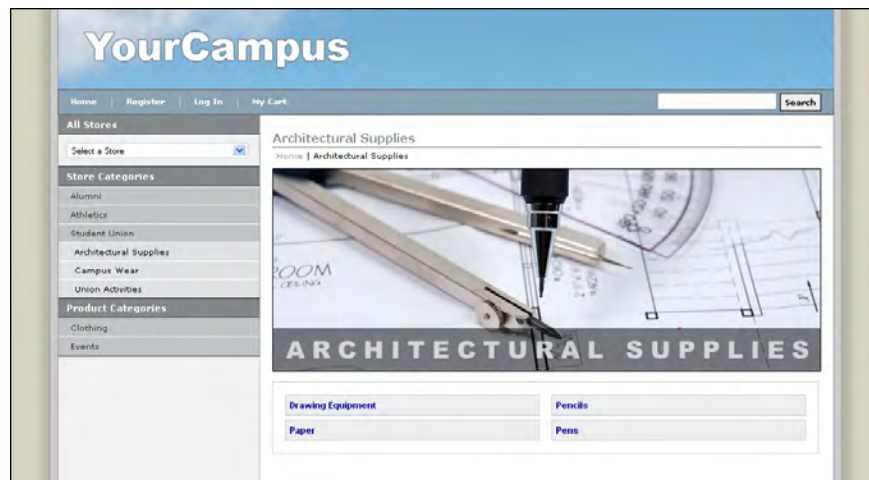 YourCampus
Home | Register | Log In | My Cart
Search
All Stores
Select a Store
Store Categories
Alumni
Athletics
Student Union
Architectural Supplies
Campus Wear
Union Activities
Product Categories
Clothing
Events
Architectural Supplies
Home | Architectural Supplies
ROOM
CEILING
ARCHITECTURAL SUPPLIES
Drawing Equipment
Pencils
Paper
Pens